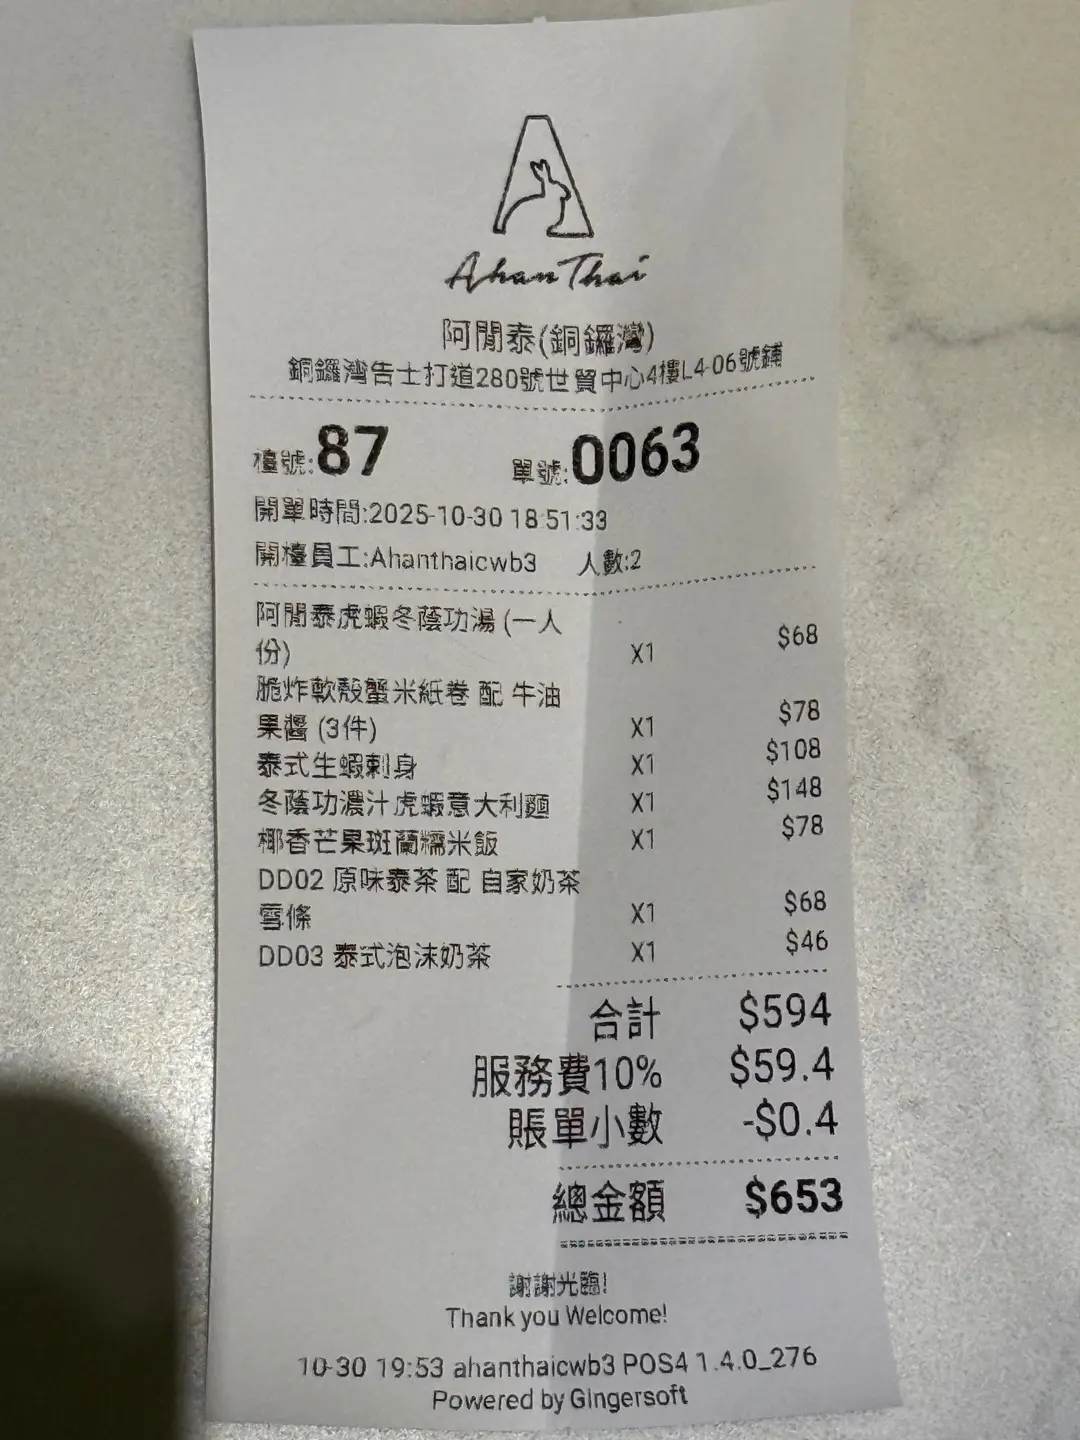 Ahan Thai
阿閒泰(銅鑼灣)
銅鑼灣告士打道280號世貿中心4樓L4-06號鋪
檯號:87 單號:0063
開單時間:2025-10-30 18:51:33
開檯員工:Ahanthaicwb3 人數:2
阿閒泰虎蝦冬蔭功湯 (一人
份) X1 $68
脆炸軟殼蟹米紙卷 配 牛油
果醬 (3件) X1 $78
泰式生蝦刺身 X1 $108
冬蔭功濃汁虎蝦意大利麵 X1 $148
椰香芒果斑蘭糯米飯 X1 $78
DD02 原味泰茶 配 自家奶茶
雪條 X1 $68
DD03 泰式泡沫奶茶 X1 $46
合計 $594
服務費10% $59.4
賬單小數 -$0.4
總金額 $653
謝謝光臨!
Thank you Welcome!
10-30 19:53 ahanthaicwb3 POS4 1.4.0_276
Powered by Gingersoft